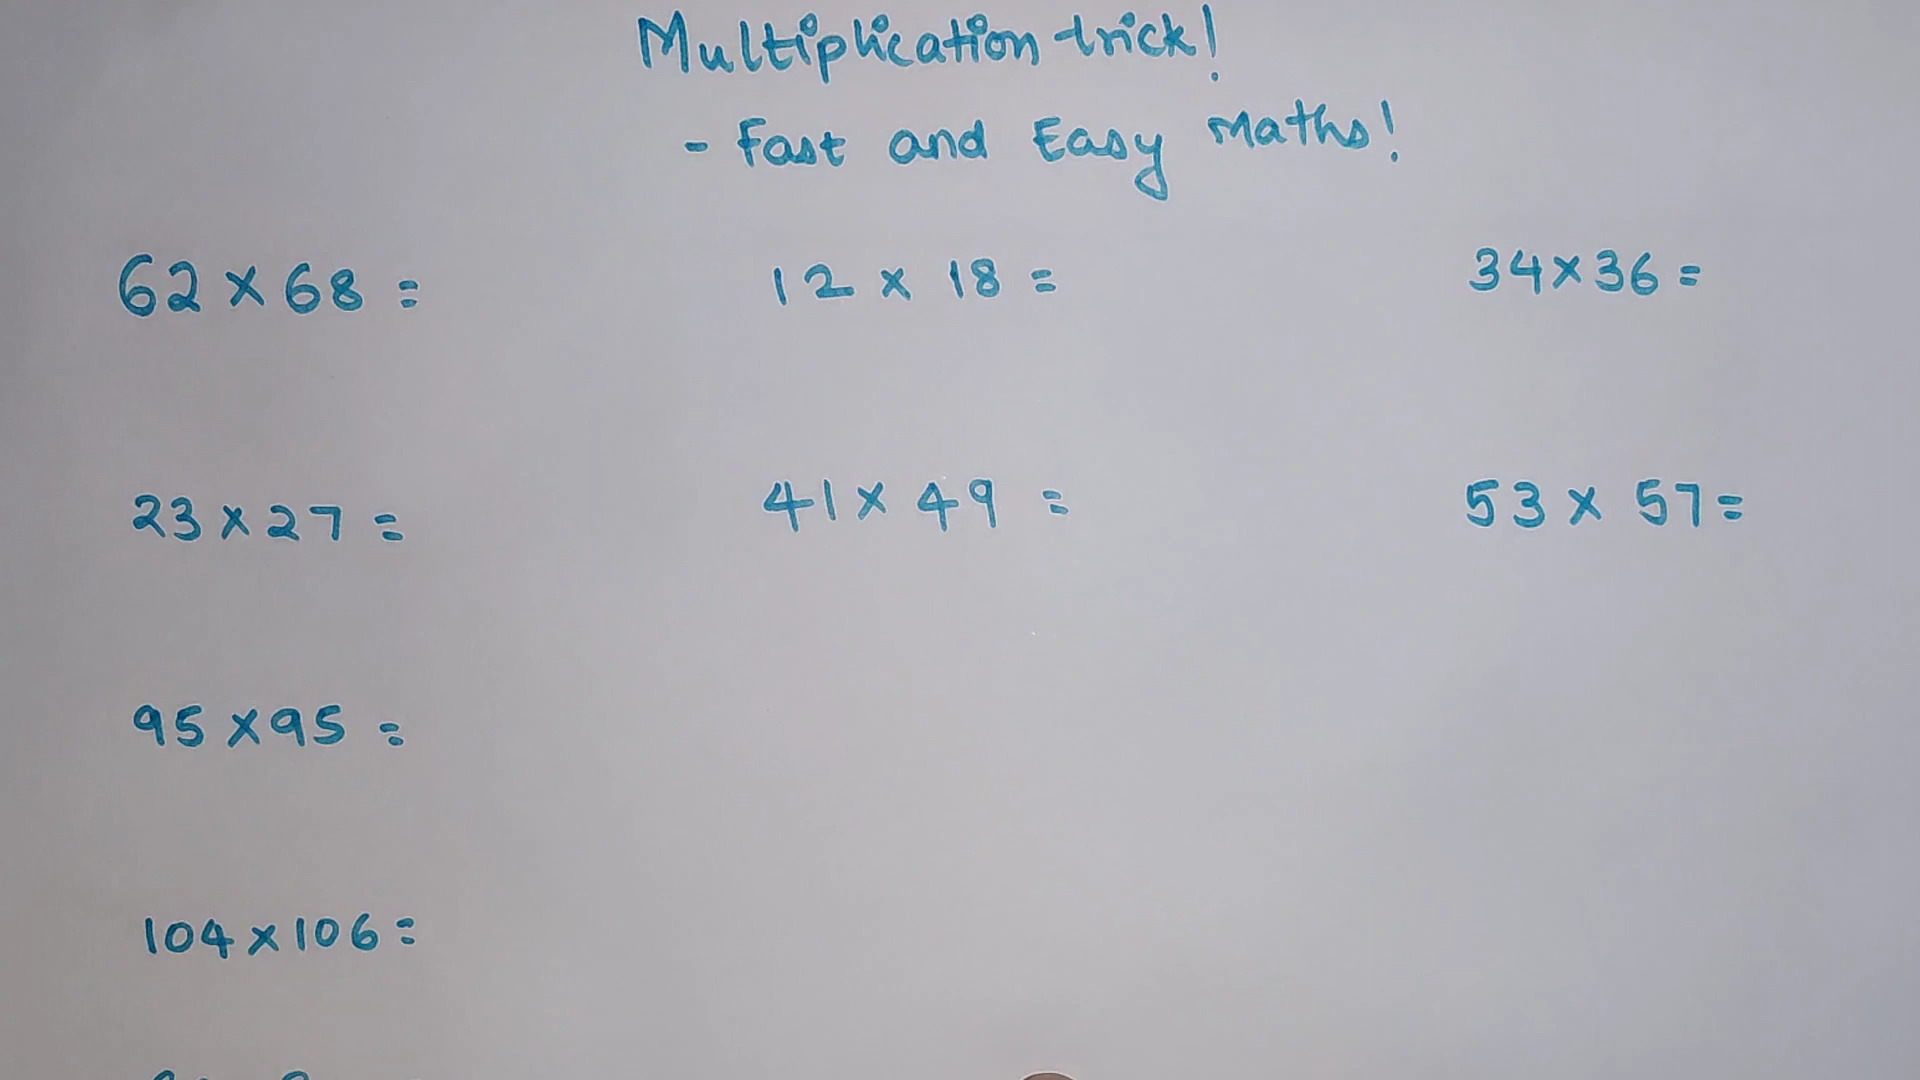 Multiplication trick!
- Fast and Easy Maths!
62 x 68 = 12 x 18 = 34 x 36 =
23 x 27 = 41 x 49 = 53 x 57 =
95 x 95 =
104 x 106 =